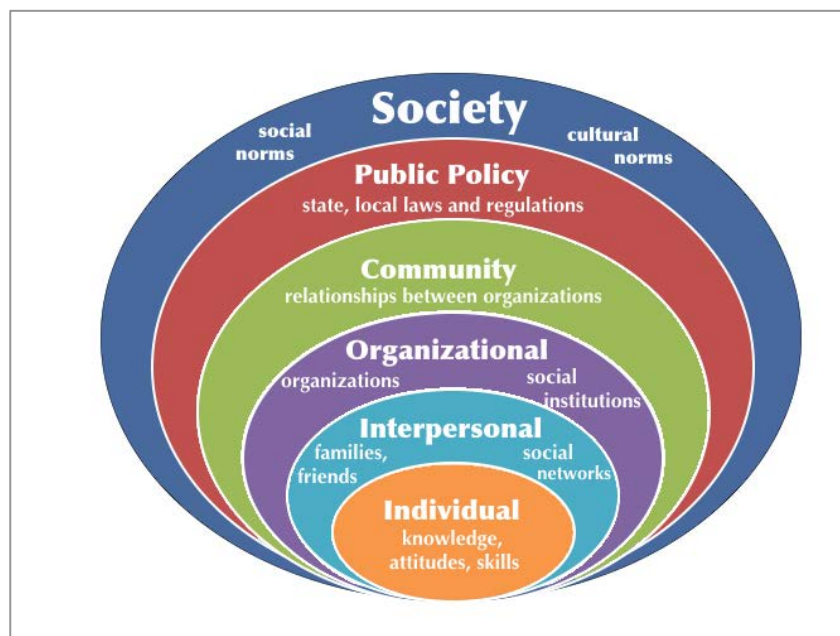 Society
social norms
cultural norms
Public Policy
state, local laws and regulations
Community
relationships between organizations
Organizational
organizations
social institutions
Interpersonal
families, friends
social networks
Individual
knowledge,
attitudes, skills